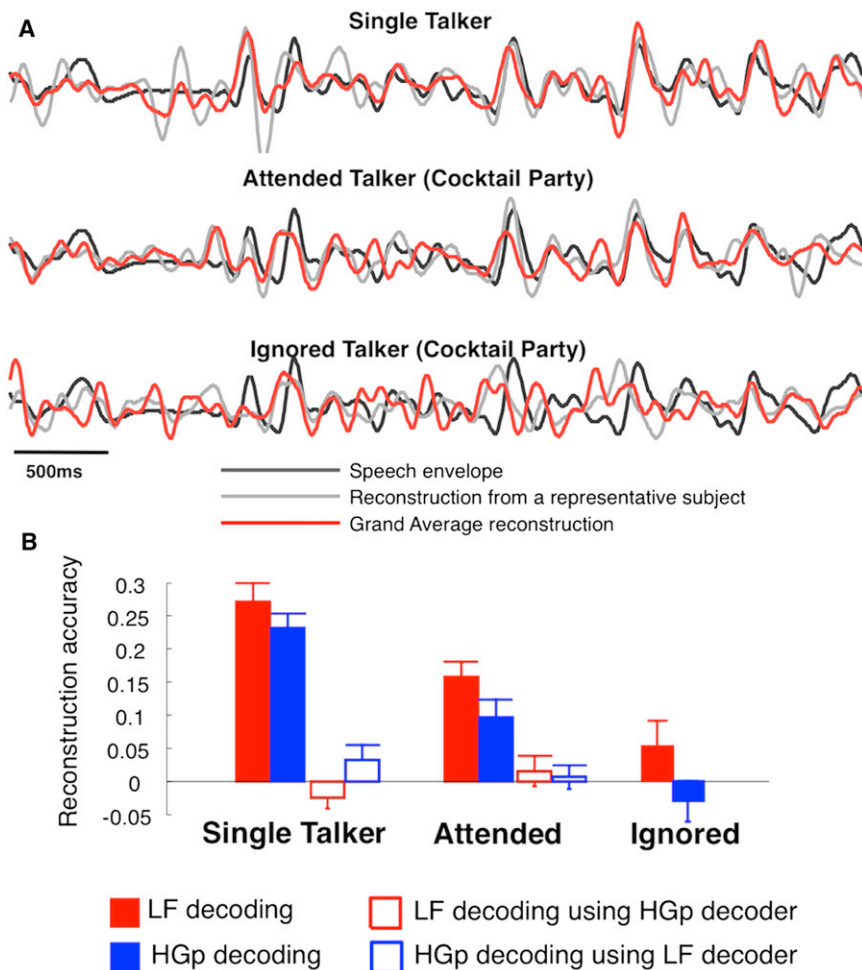 A
Single Talker
Attended Talker (Cocktail Party)
Ignored Talker (Cocktail Party)
500ms
Speech envelope
Reconstruction from a representative subject
Grand Average reconstruction
B
Reconstruction accuracy
0.3
0.25
0.2
0.15
0.1
0.05
0
-0.05
Single Talker Attended Ignored
LF decoding LF decoding using HGp decoder
HGp decoding HGp decoding using LF decoder